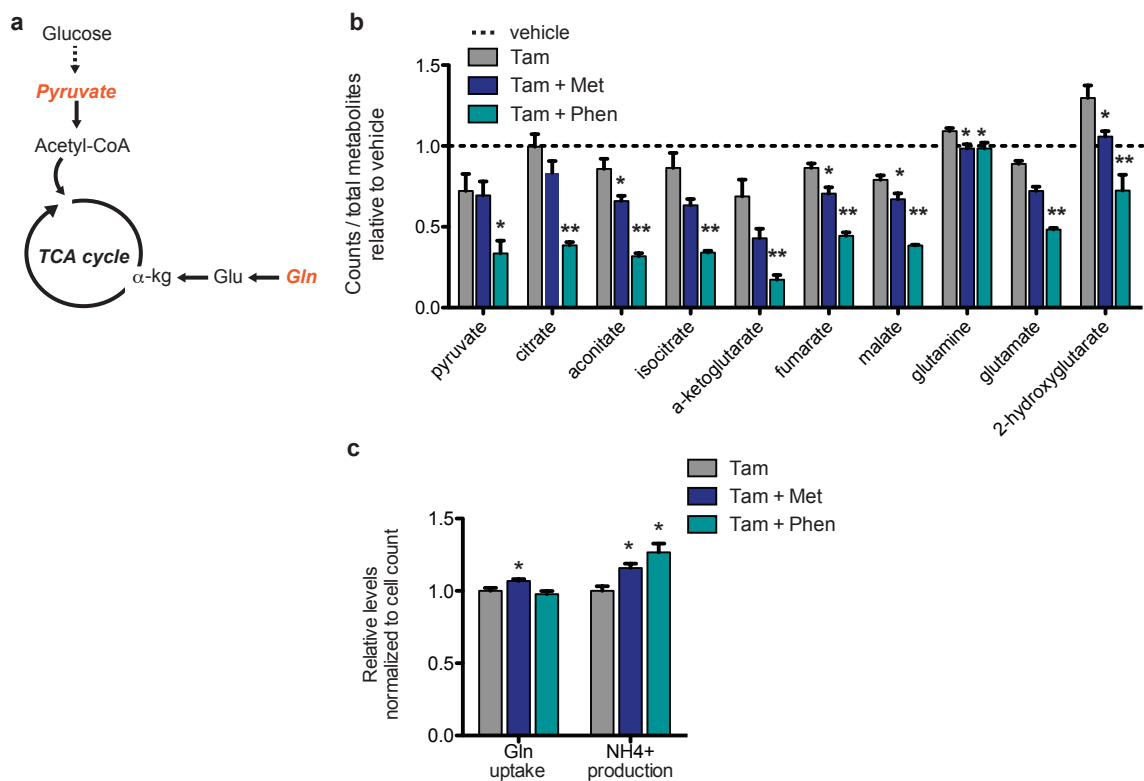 a
Glucose
Pyruvate
Acetyl-CoA
TCA cycle
α-kg
Glu
Gln
b
vehicle
Tam
Tam + Met
Tam + Phen
Counts / total metabolites
relative to vehicle
1.5
1.0
0.5
0.0
*
*
**
**
*
**
**
*
**
*
**
* *
**
*
**
pyruvate
citrate
aconitate
isocitrate
a-ketoglutarate
fumarate
malate
glutamine
glutamate
2-hydroxyglutarate
c
Tam
Tam + Met
Tam + Phen
Relative levels
normalized to cell count
1.5
1.0
0.5
0.0
*
*
*
Gln
uptake
NH4+
production